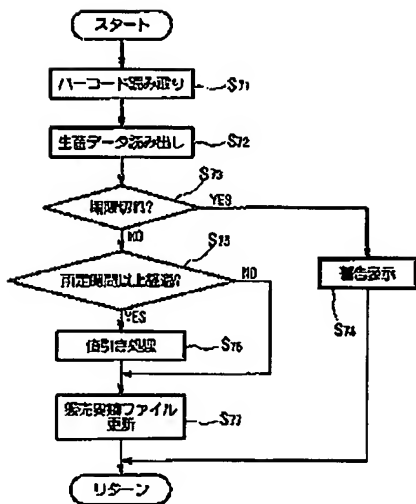 スタート
バーコード読み取り
S71
生番データ読み出し
S72
期限切れ?
S73
YES
NO
所定時間以上経過?
S75
NO
警告表示
S74
YES
値引き処理
S76
販売実績ファイル
更新
S77
リターン